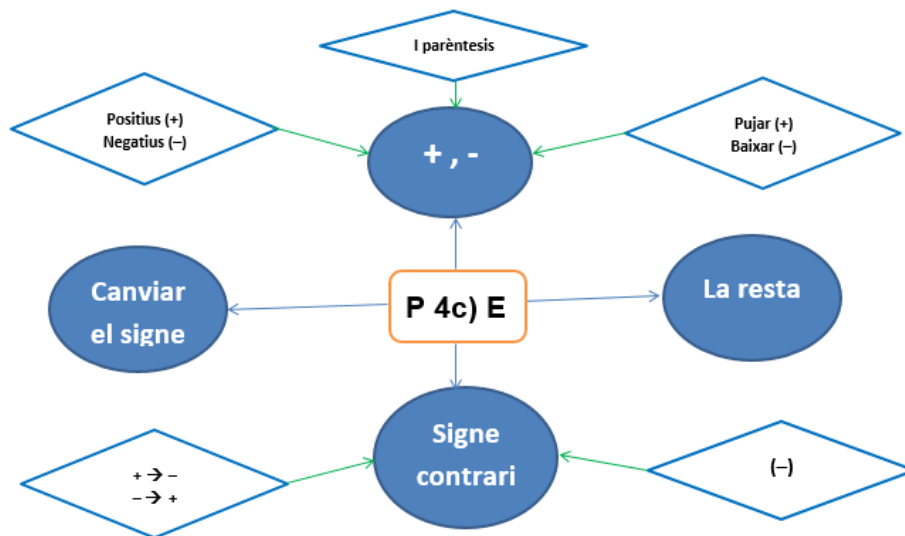 I parèntesis
Positius (+)
Negatius (–)
+ , -
Pujar (+)
Baixar (–)
Canviar
el signe
P 4c) E
La resta
Signe
contrari
+ → –
– → +
(–)